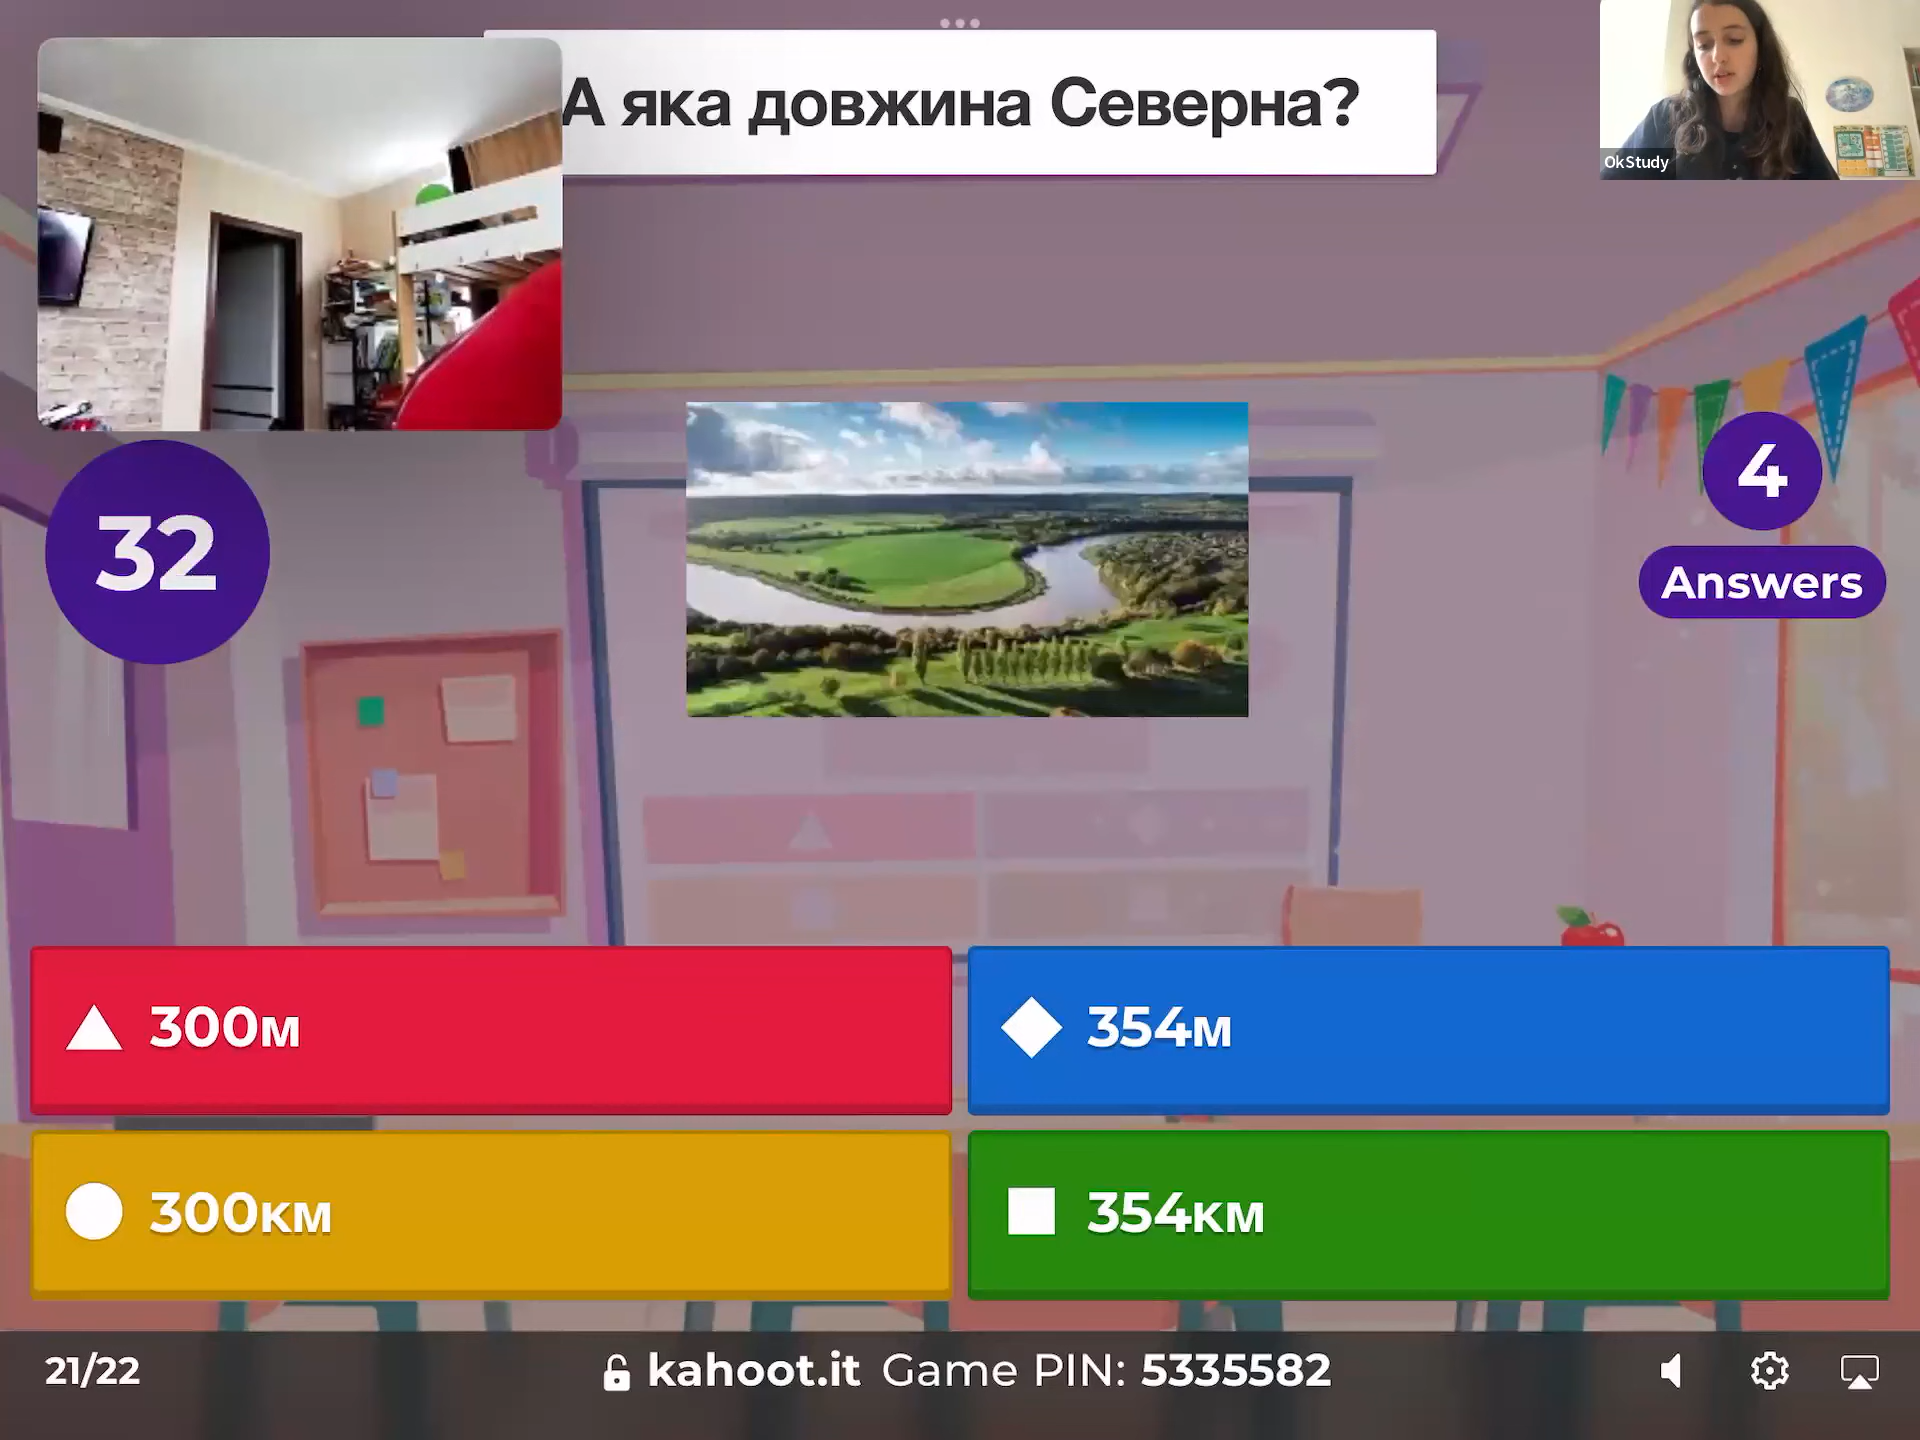 А яка довжина Северна?
OkStudy
32
4
Answers
300м
354м
300км
354км
21/22
kahoot.it Game PIN: 5335582